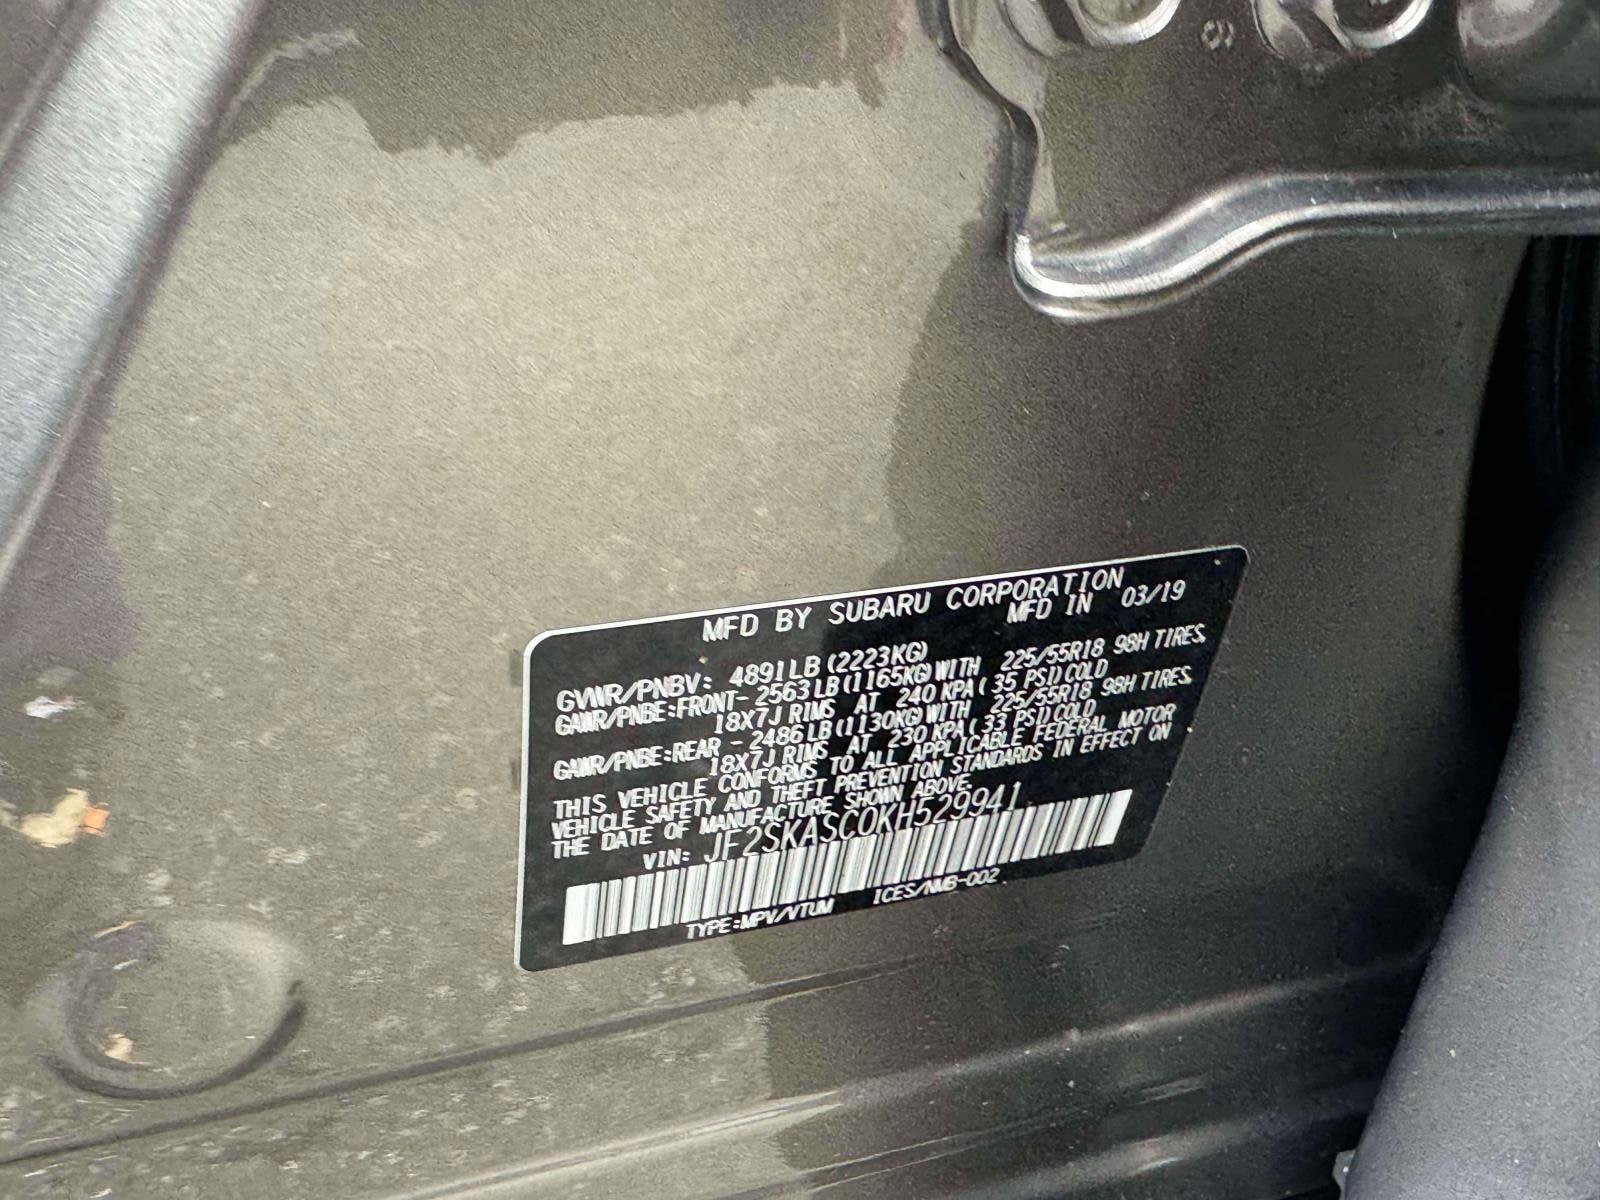 MFD BY SUBARU CORPORATION
MFD IN 03/19
GVWR/PNBV: 4891LB (2223KG)
GAWR/PNBE:FRONT- 2563LB(1165KG)WITH 225/55R18 98H TIRES,
18X7J RIMS AT 240 KPA( 35 PSI)COLD
GAWR/PNBE:REAR - 2486LB(1130KG)WITH 225/55R18 98H TIRES,
18X7J RIMS AT 230 KPA( 33 PSI)COLD
THIS VEHICLE CONFORMS TO ALL APPLICABLE FEDERAL MOTOR
VEHICLE SAFETY AND THEFT PREVENTION STANDARDS IN EFFECT ON
THE DATE OF MANUFACTURE SHOWN ABOVE.
VIN: JF2SKASC0KH529941
TYPE:MPV/VTUM ICES/NMB-002